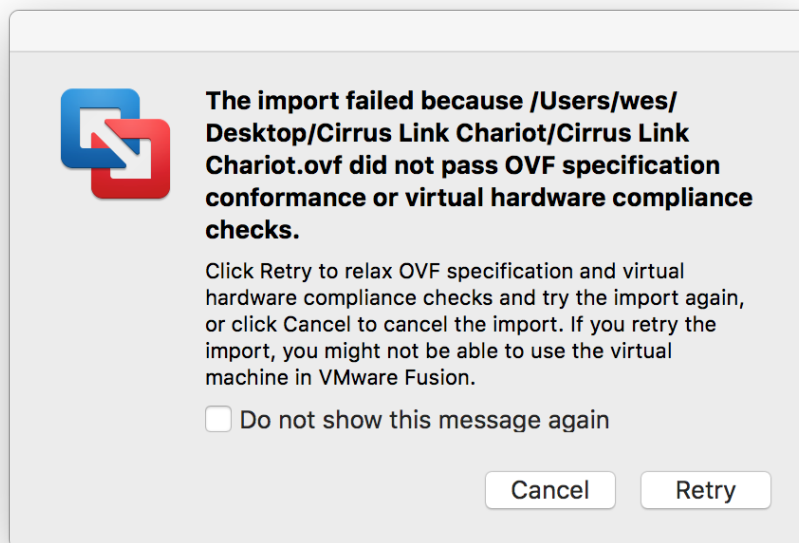 The import failed because /Users/wes/
Desktop/Cirrus Link Chariot/Cirrus Link
Chariot.ovf did not pass OVF specification
conformance or virtual hardware compliance
checks.
Click Retry to relax OVF specification and virtual
hardware compliance checks and try the import again,
or click Cancel to cancel the import. If you retry the
import, you might not be able to use the virtual
machine in VMware Fusion.
Do not show this message again
Cancel
Retry